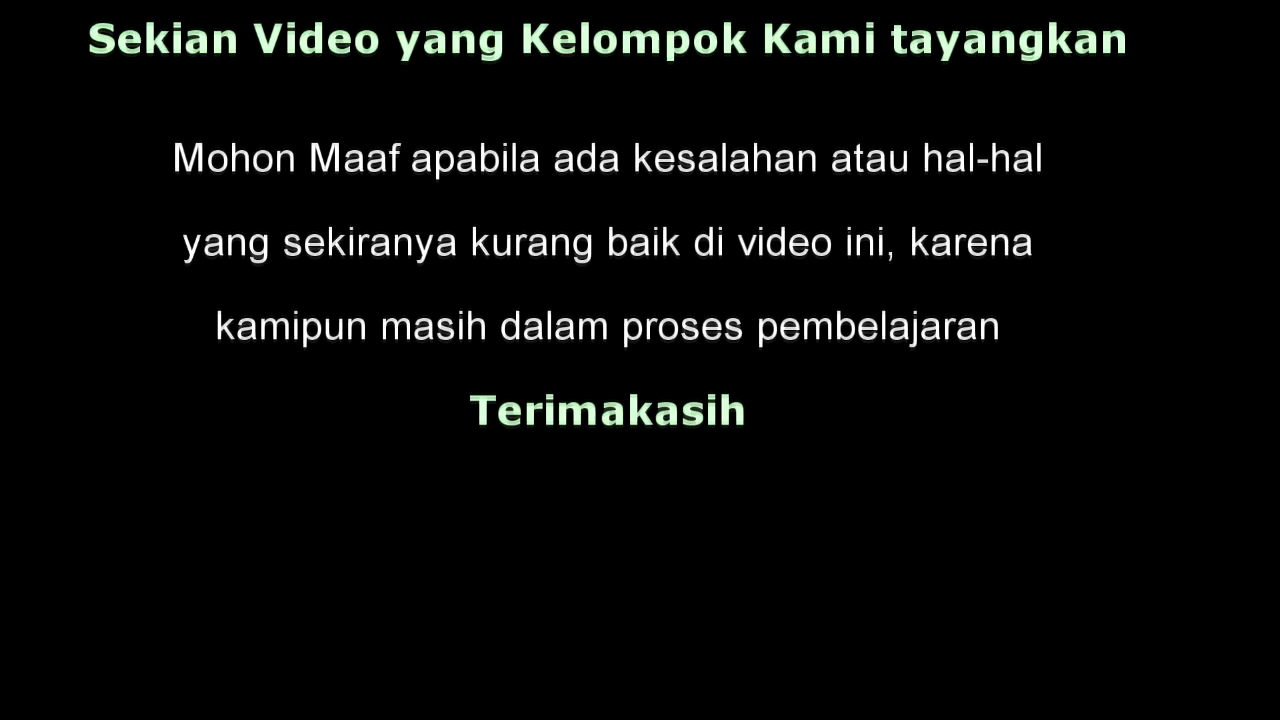 Sekian Video yang Kelompok Kami tayangkan
Mohon Maaf apabila ada kesalahan atau hal-hal
yang sekiranya kurang baik di video ini, karena
kamipun masih dalam proses pembelajaran
Terimakasih